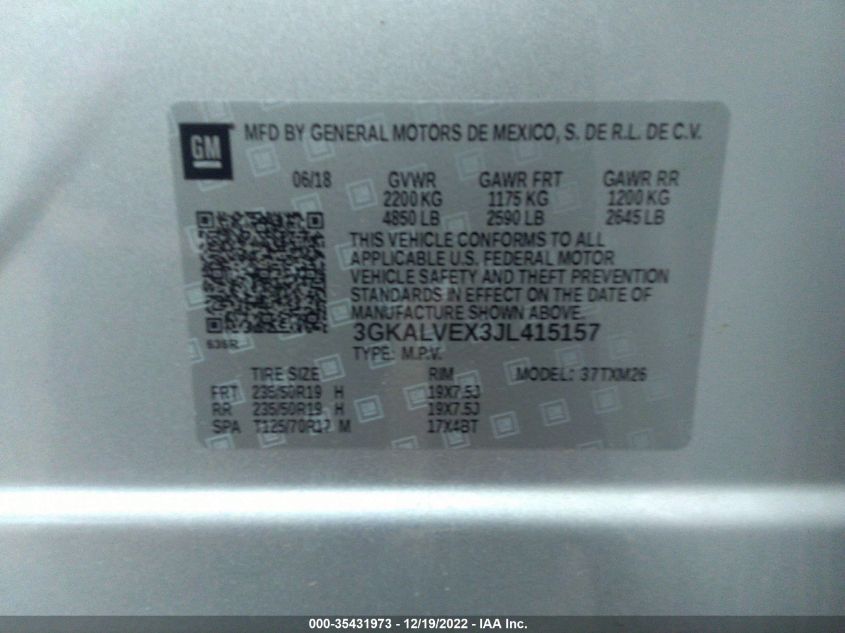 GM
MFD BY GENERAL MOTORS DE MEXICO, S. DE R.L. DE C.V.
06/18 GVWR GAWR FRT GAWR RR
2200 KG 1175 KG 1200 KG
4850 LB 2590 LB 2645 LB
THIS VEHICLE CONFORMS TO ALL
APPLICABLE U.S. FEDERAL MOTOR
VEHICLE SAFETY AND THEFT PREVENTION
STANDARDS IN EFFECT ON THE DATE OF
MANUFACTURE SHOWN ABOVE.
3GKALVEX3JL415157
636R
TYPE: M.P.V.
TIRE SIZE RIM MODEL: 37TXM26
FRT 235/50R19 H 19X7.5J
RR 235/50R19 H 19X7.5J
SPA T125/70R17 M 17X4BT
000-35431973 - 12/19/2022 - IAA Inc.